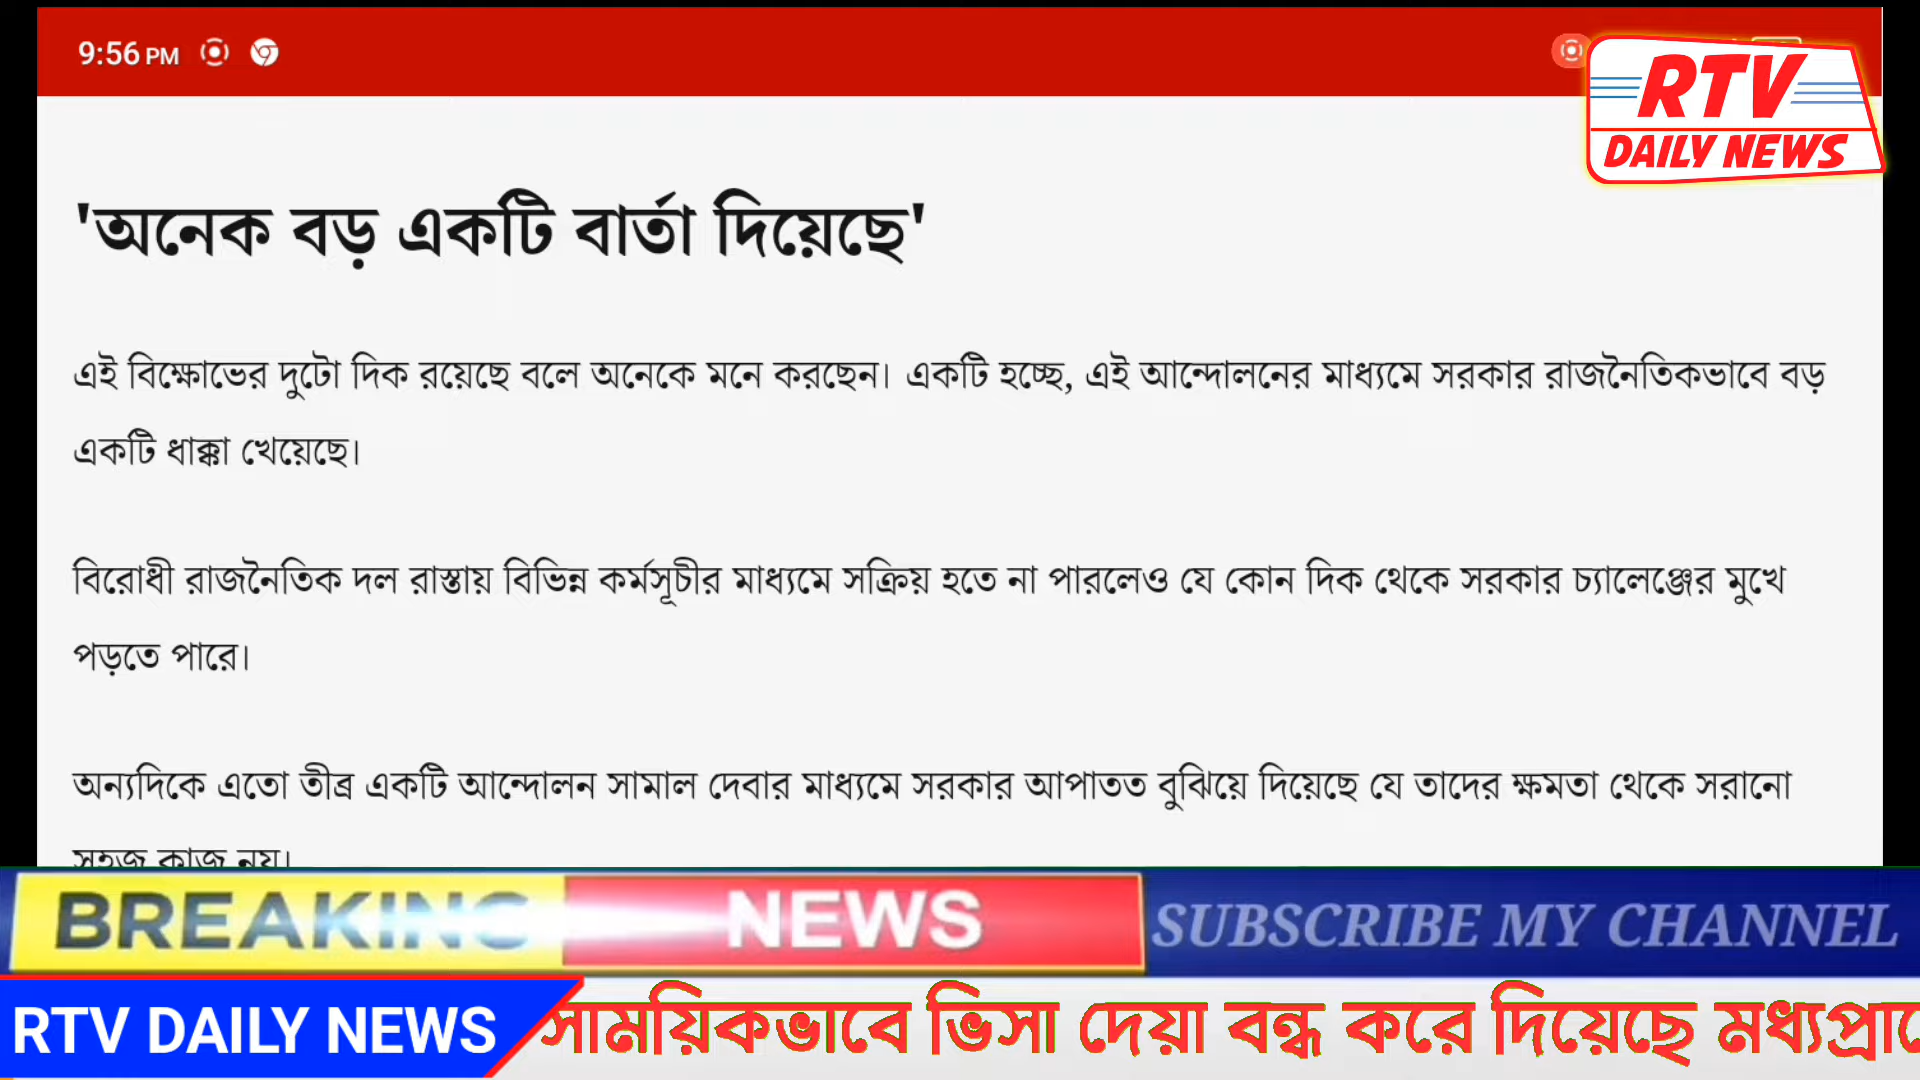 9:56 PM
RTV
DAILY NEWS
'অনেক বড় একটি বার্তা দিয়েছে'
এই বিক্ষোভের দুটো দিক রয়েছে বলে অনেকে মনে করছেন। একটি হচ্ছে, এই আন্দোলনের মাধ্যমে সরকার রাজনৈতিকভাবে বড়
একটি ধাক্কা খেয়েছে।
বিরোধী রাজনৈতিক দল রাস্তায় বিভিন্ন কর্মসূচীর মাধ্যমে সক্রিয় হতে না পারলেও যে কোন দিক থেকে সরকার চ্যালেঞ্জের মুখে
পড়তে পারে।
অন্যদিকে এতো তীব্র একটি আন্দোলন সামাল দেবার মাধ্যমে সরকার আপাতত বুঝিয়ে দিয়েছে যে তাদের ক্ষমতা থেকে সরানো
সহজ কাজ নয়।
BREAKING NEWS
SUBSCRIBE MY CHANNEL
RTV DAILY NEWS
সাময়িকভাবে ভিসা দেয়া বন্ধ করে দিয়েছে